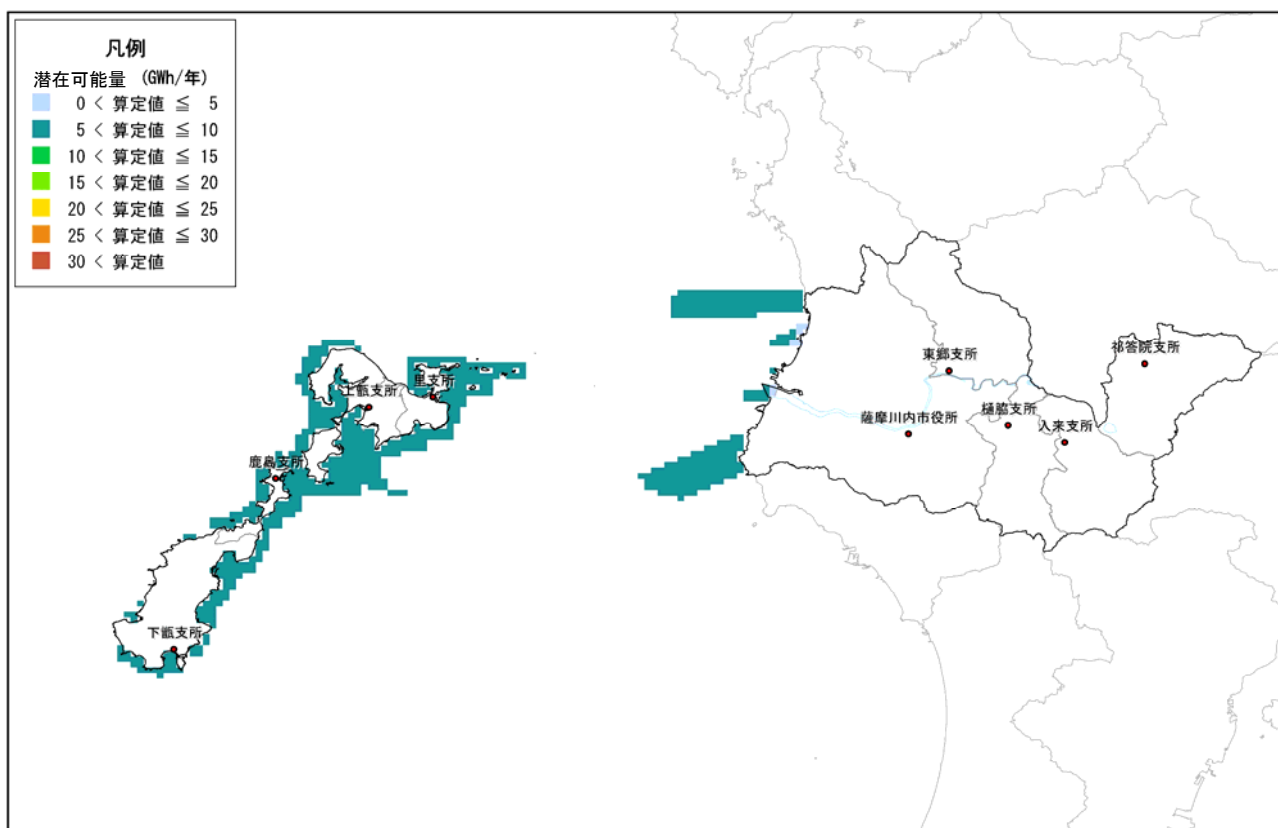 凡例
潜在可能量 (GWh/年)
0 < 算定値 ≦ 5
5 < 算定値 ≦ 10
10 < 算定値 ≦ 15
15 < 算定値 ≦ 20
20 < 算定値 ≦ 25
25 < 算定値 ≦ 30
30 < 算定値
東郷支所
祁答院支所
里支所
上甑支所
薩摩川内市役所
樋脇支所
入来支所
鹿島支所
下甑支所